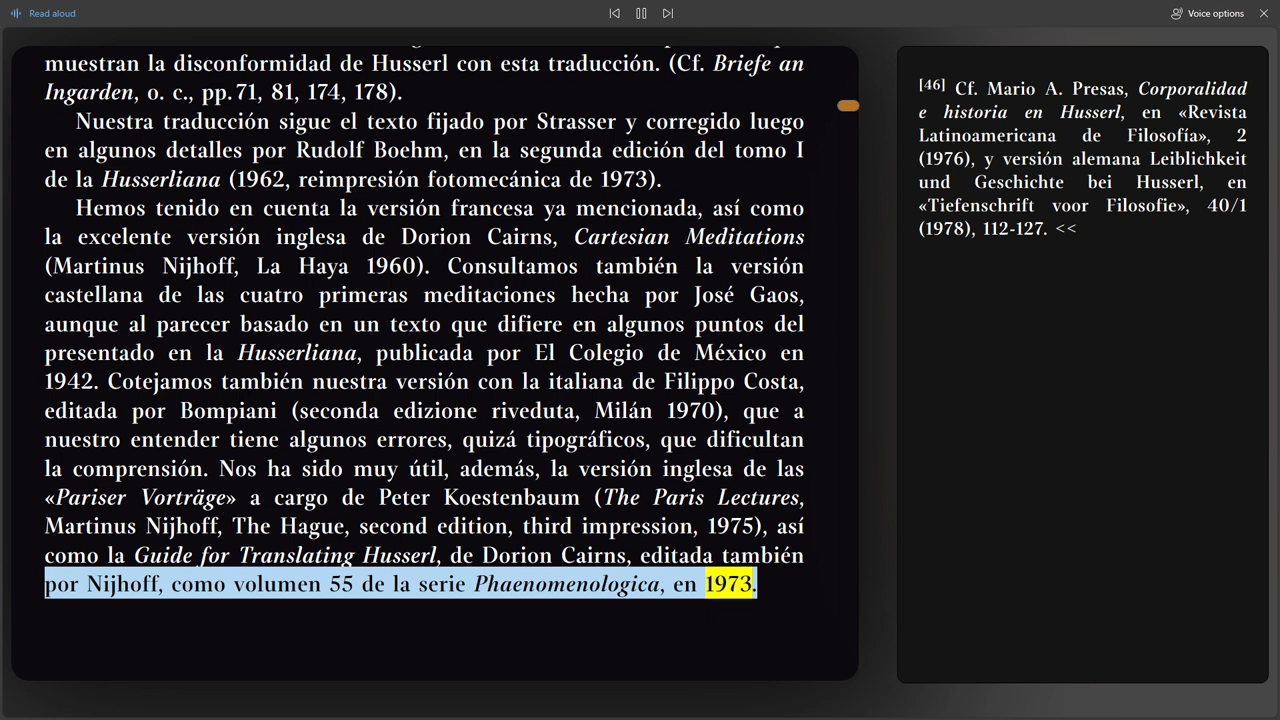 Read aloud
Voice options
muestran la disconformidad de Husserl con esta traducción. (Cf. Briefe an
Ingarden, o. c., pp. 71, 81, 174, 178).
Nuestra traducción sigue el texto fijado por Strasser y corregido luego
en algunos detalles por Rudolf Boehm, en la segunda edición del tomo I
de la Husserliana (1962, reimpresión fotomecánica de 1973).
Hemos tenido en cuenta la versión francesa ya mencionada, así como
la excelente versión inglesa de Dorion Cairns, Cartesian Meditations
(Martinus Nijhoff, La Haya 1960). Consultamos también la versión
castellana de las cuatro primeras meditaciones hecha por José Gaos,
aunque al parecer basado en un texto que difiere en algunos puntos del
presentado en la Husserliana, publicada por El Colegio de México en
1942. Cotejamos también nuestra versión con la italiana de Filippo Costa,
editada por Bompiani (seconda edizione riveduta, Milán 1970), que a
nuestro entender tiene algunos errores, quizá tipográficos, que dificultan
la comprensión. Nos ha sido muy útil, además, la versión inglesa de las
«Pariser Vorträge» a cargo de Peter Koestenbaum (The Paris Lectures,
Martinus Nijhoff, The Hague, second edition, third impression, 1975), así
como la Guide for Translating Husserl, de Dorion Cairns, editada también
por Nijhoff, como volumen 55 de la serie Phaenomenologica, en 1973.
[46] Cf. Mario A. Presas, Corporalidad
e historia en Husserl, en «Revista
Latinoamericana de Filosofía», 2
(1976), y versión alemana Leiblichkeit
und Geschichte bei Husserl, en
«Tiefenschrift voor Filosofie», 40/1
(1978), 112-127. <<